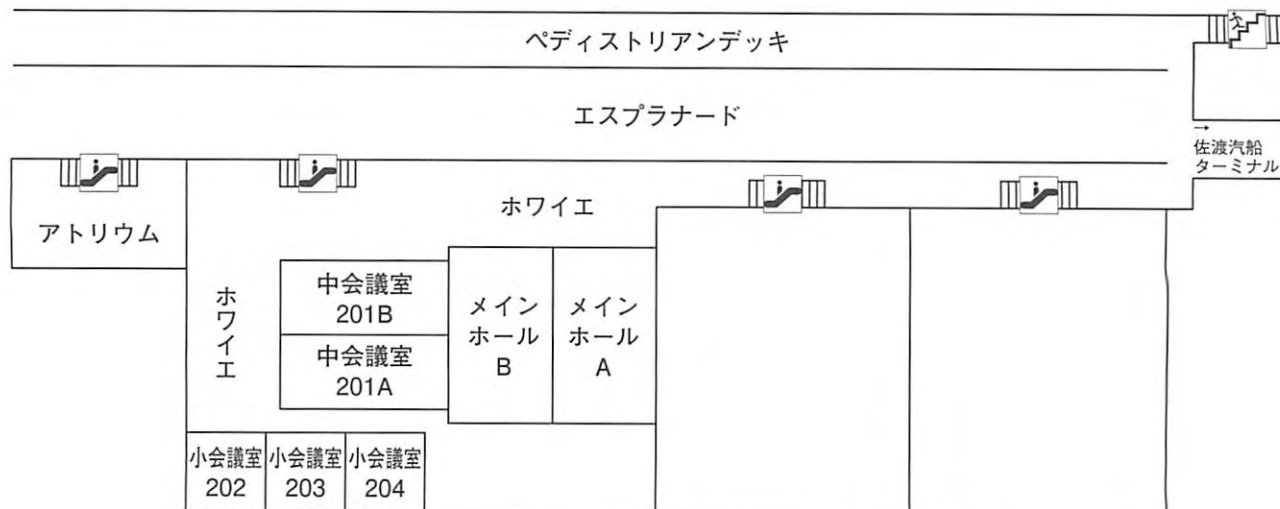 ペディストリアンデッキ
エスプラナード
→
佐渡汽船
ターミナル
アトリウム
ホワイエ
ホワイエ
中会議室
201B
中会議室
201A
メイン
ホール
B
メイン
ホール
A
小会議室
202
小会議室
203
小会議室
204